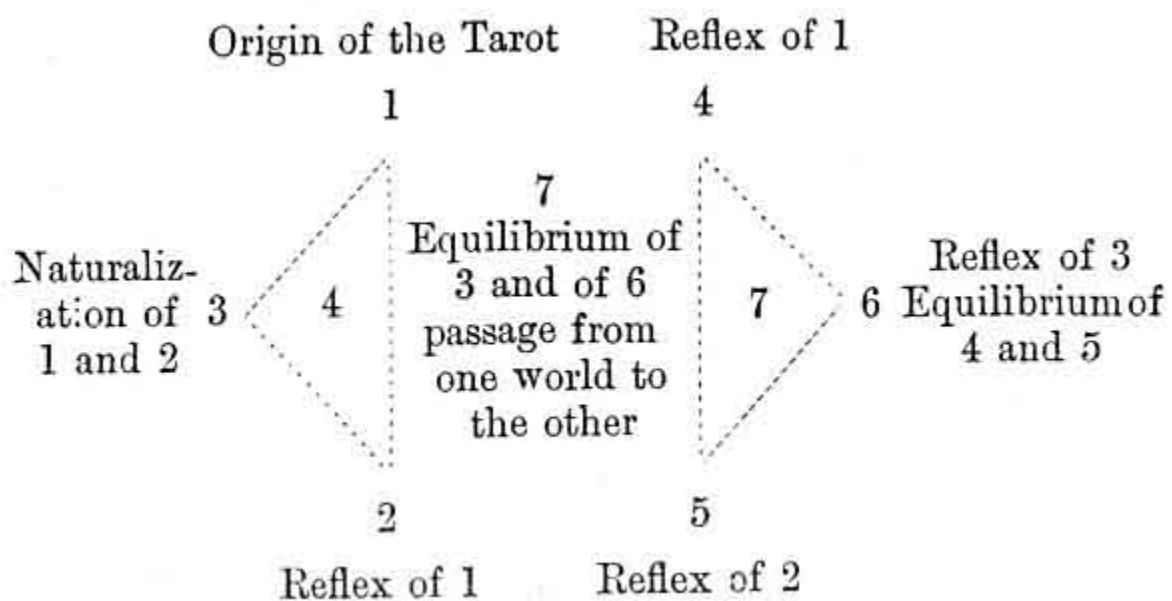 Origin of the Tarot
Reflex of 1
1
4
7
Equilibrium of
3 and of 6
passage from
one world to
the other
Naturaliz-
ation of
1 and 2
3
4
7
6
Reflex of 3
Equilibrium of
4 and 5
2
5
Reflex of 1
Reflex of 2